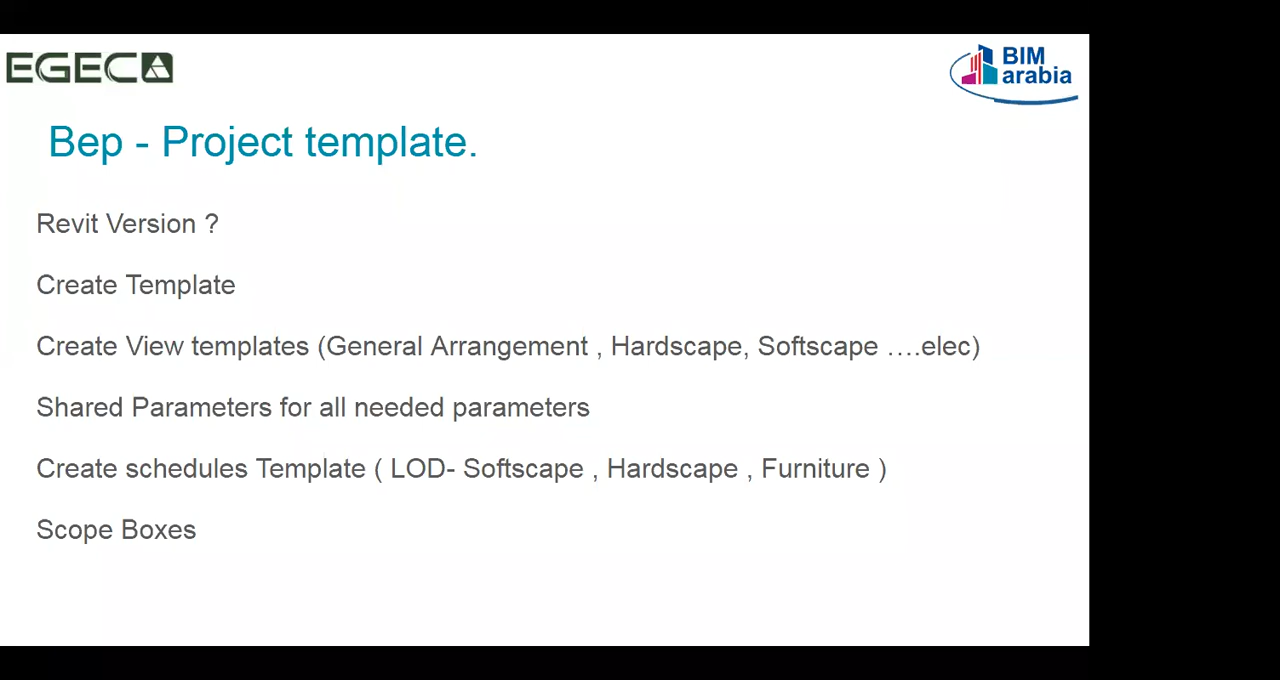 EGEC
BIM
arabia
Bep - Project template.
Revit Version ?
Create Template
Create View templates (General Arrangement , Hardscape, Softscape ….elec)
Shared Parameters for all needed parameters
Create schedules Template ( LOD- Softscape , Hardscape , Furniture )
Scope Boxes